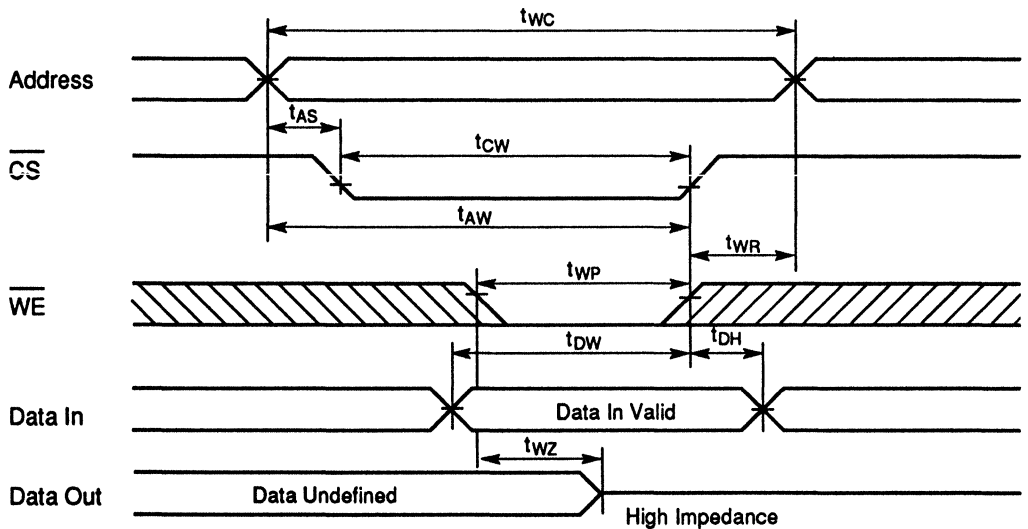 tWC
Address
tAS
tCW
CS
tAW
tWR
tWP
WE
tDW
tDH
Data In
Data In Valid
tWZ
Data Out
Data Undefined
High Impedance